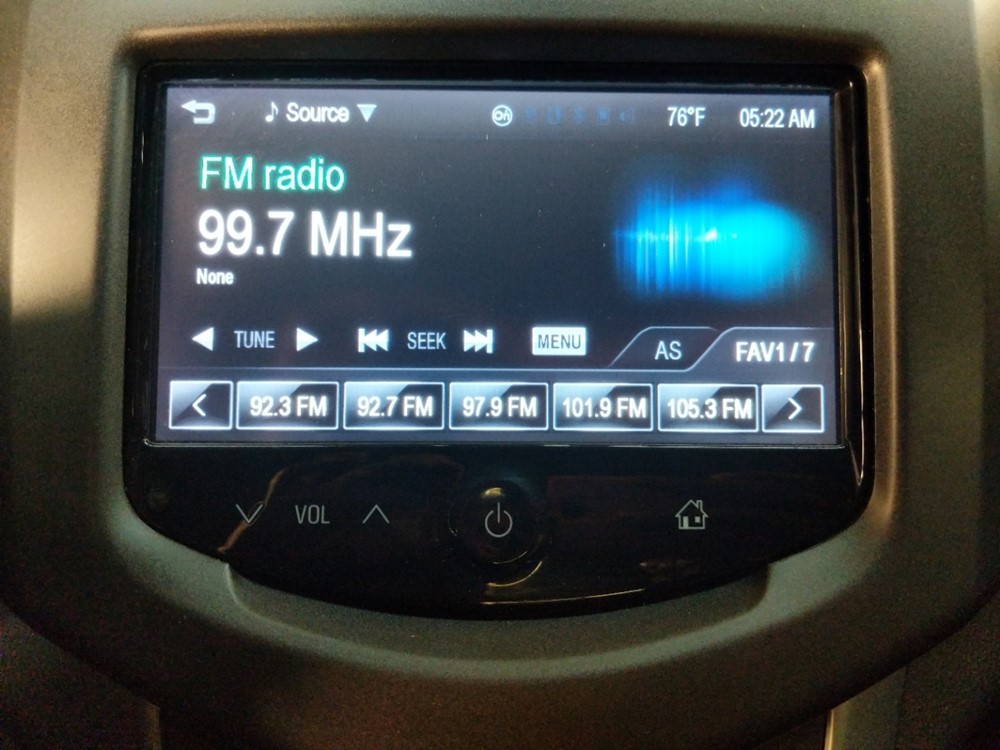 Source 76°F 05:22 AM
FM radio
99.7 MHz
None
TUNE SEEK MENU AS FAV1/7
92.3 FM 92.7 FM 97.9 FM 101.9 FM 105.3 FM
VOL